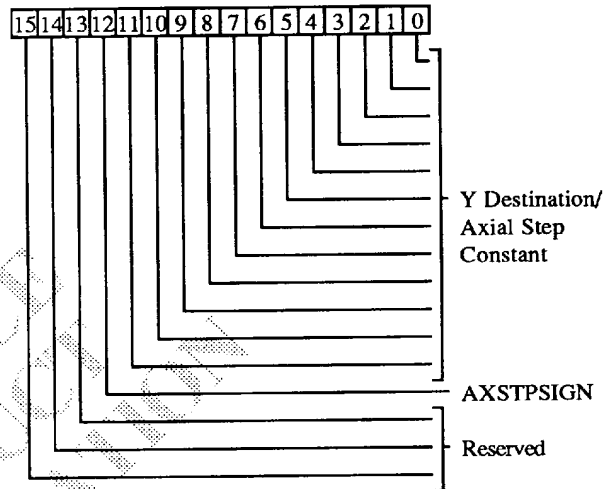 15 14 13 12 11 10 9 8 7 6 5 4 3 2 1 0
Y Destination/
Axial Step
Constant
AXSTPSIGN
Reserved